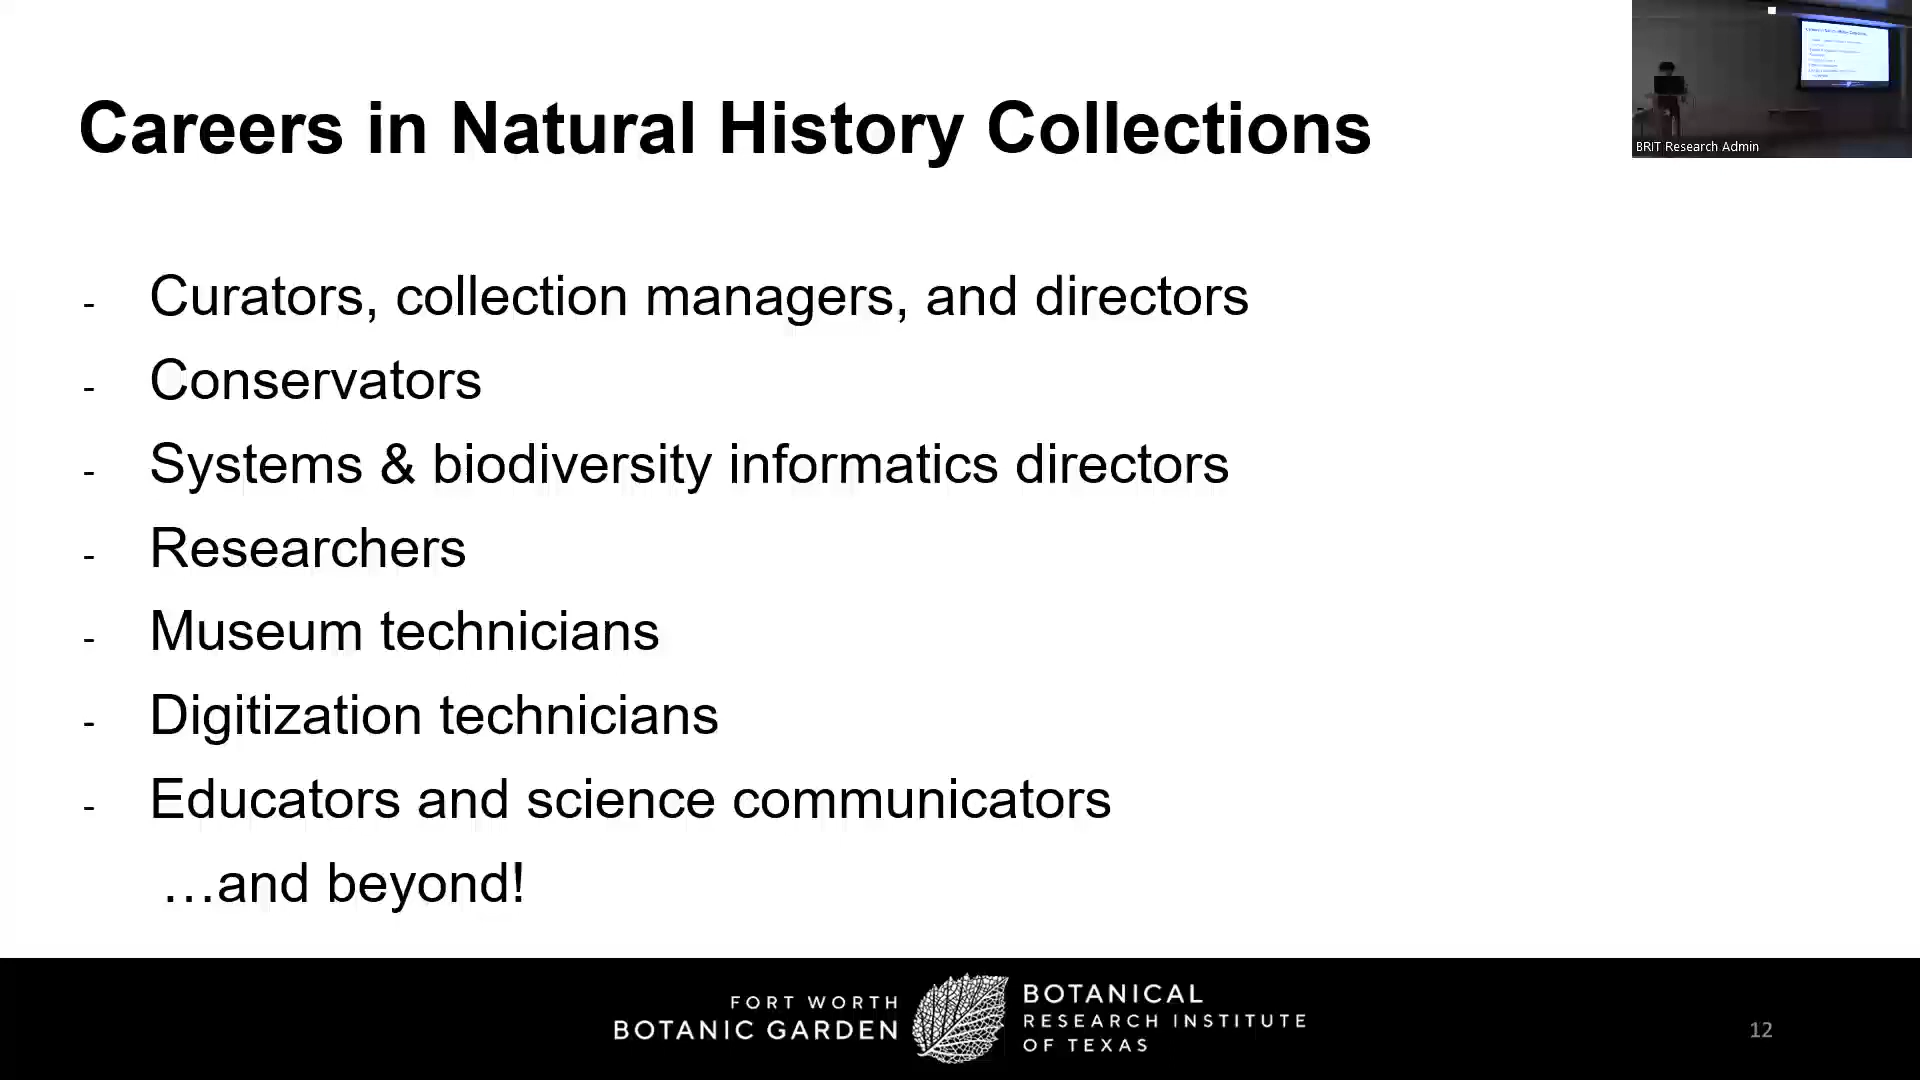 Careers in Natural History Collections
BRIT Research Admin
- Curators, collection managers, and directors
- Conservators
- Systems & biodiversity informatics directors
- Researchers
- Museum technicians
- Digitization technicians
- Educators and science communicators
…and beyond!
FORT WORTH
BOTANIC GARDEN
BOTANICAL
RESEARCH INSTITUTE
OF TEXAS
12